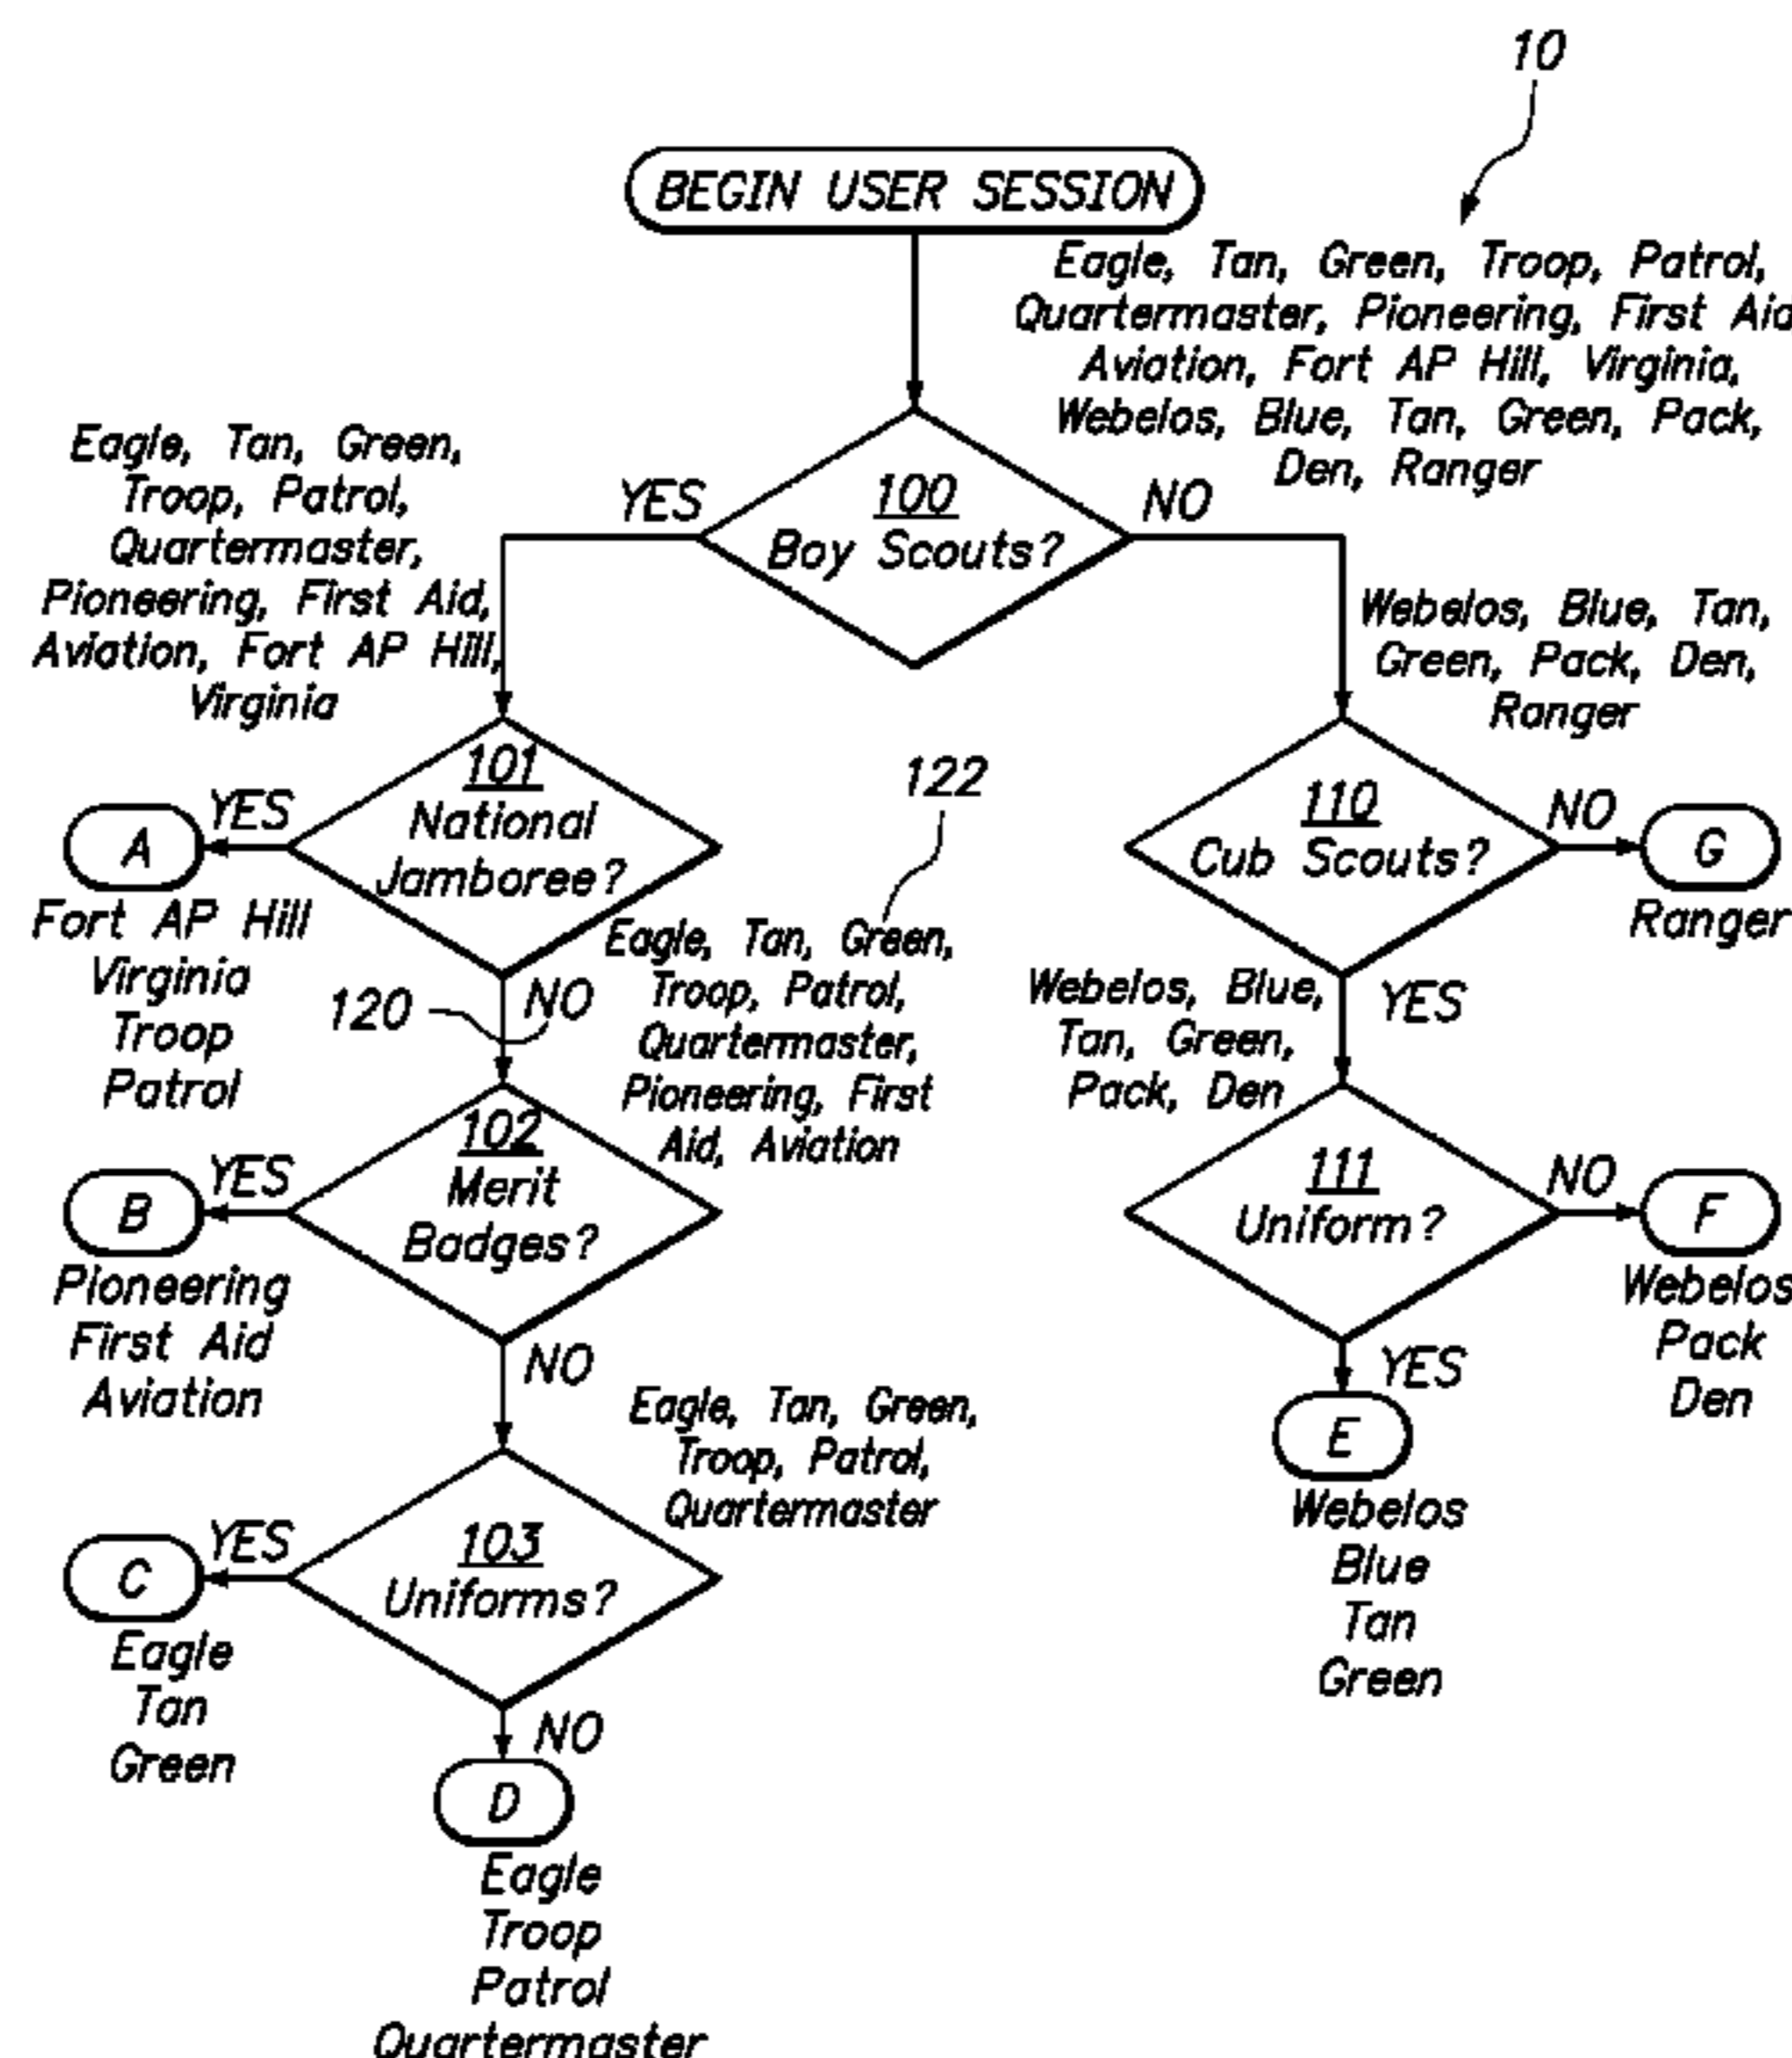 10
BEGIN USER SESSION
Eagle, Tan, Green, Troop, Patrol,
Quartermaster, Pioneering, First Aid
Aviation, Fort AP Hill, Virginia,
Webelos, Blue, Tan, Green, Pack,
Den, Ranger
Eagle, Tan, Green,
Troop, Patrol,
Quartermaster,
Pioneering, First Aid,
Aviation, Fort AP Hill,
Virginia
YES
100
Boy Scouts?
NO
Webelos, Blue, Tan,
Green, Pack, Den,
Ranger
101
National
Jamboree?
YES
A
Fort AP Hill
Virginia
Troop
Patrol
122
110
Cub Scouts?
NO
G
Ranger
120
NO
Eagle, Tan, Green,
Troop, Patrol,
Quartermaster,
Pioneering, First
Aid, Aviation
Webelos, Blue,
Tan, Green,
Pack, Den
YES
102
Merit
Badges?
YES
B
Pioneering
First Aid
Aviation
111
Uniform?
NO
F
Webelos
Pack
Den
NO
Eagle, Tan, Green,
Troop, Patrol,
Quartermaster
YES
E
Webelos
Blue
Tan
Green
103
Uniforms?
YES
C
Eagle
Tan
Green
NO
D
Eagle
Troop
Patrol
Quartermaster